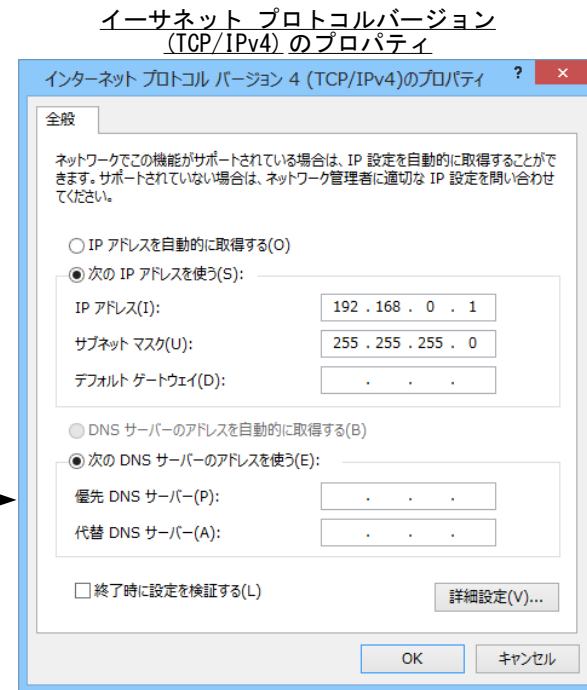 イーサネット プロトコルバージョン
(TCP/IPv4) のプロパティ
インターネット プロトコル バージョン 4 (TCP/IPv4)のプロパティ ? ×
全般
ネットワークでこの機能がサポートされている場合は、IP 設定を自動的に取得することがで
きます。サポートされていない場合は、ネットワーク管理者に適切な IP 設定を問い合わせ
てください。
IP アドレスを自動的に取得する(O)
次の IP アドレスを使う(S):
IP アドレス(I): 192 . 168 . 0 . 1
サブネット マスク(U): 255 . 255 . 255 . 0
デフォルト ゲートウェイ(D): . . .
DNS サーバーのアドレスを自動的に取得する(B)
次の DNS サーバーのアドレスを使う(E):
優先 DNS サーバー(P): . . .
代替 DNS サーバー(A): . . .
終了時に設定を検証する(L)
詳細設定(V)...
OK キャンセル